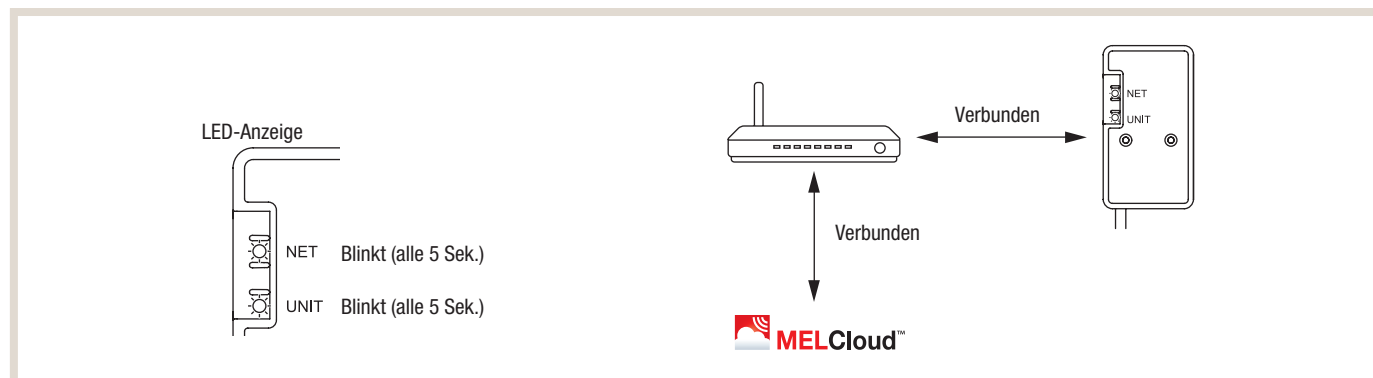 LED-Anzeige
NET Blinkt (alle 5 Sek.)
UNIT Blinkt (alle 5 Sek.)
Verbunden
NET
UNIT
Verbunden
MELCloud™